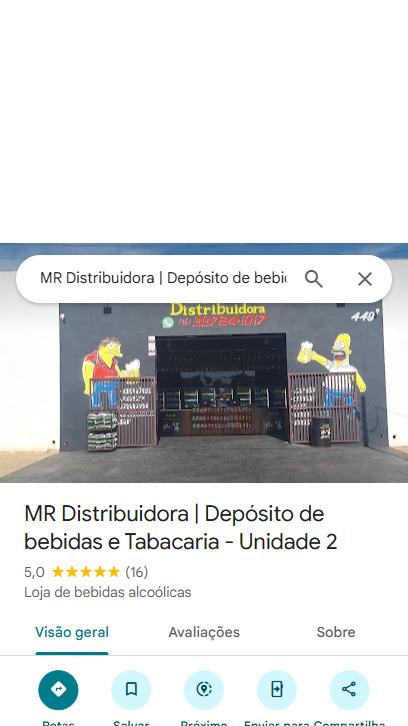 MR Distribuidora | Depósito de bebi
Distribuidora
449
MR Distribuidora | Depósito de
bebidas e Tabacaria - Unidade 2
5,0 (16)
Loja de bebidas alcoólicas
Visão geral Avaliações Sobre
Rotas Salvar Próximo Enviar para Compartilha